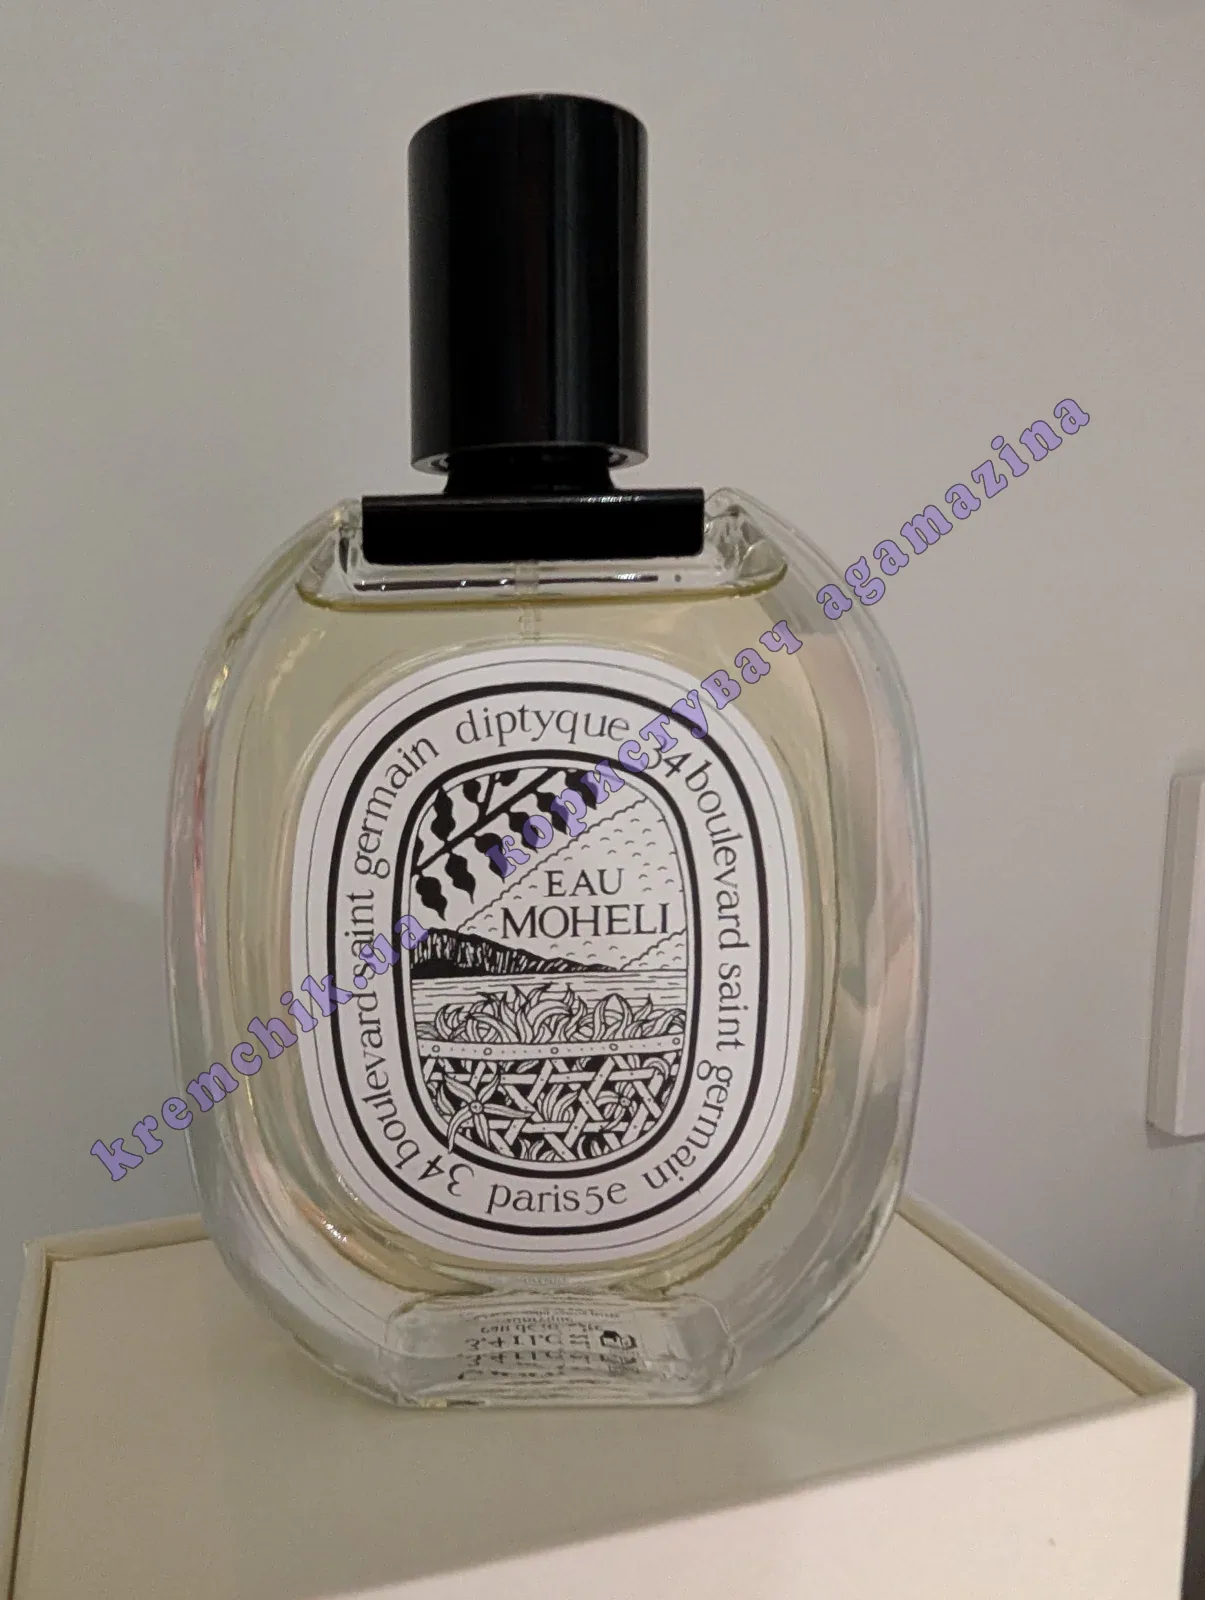 diptyque 34 boulevard saint germain
paris5e
34 boulevard saint germain
EAU
MOHELI
kremchik.ua користувач agamazina